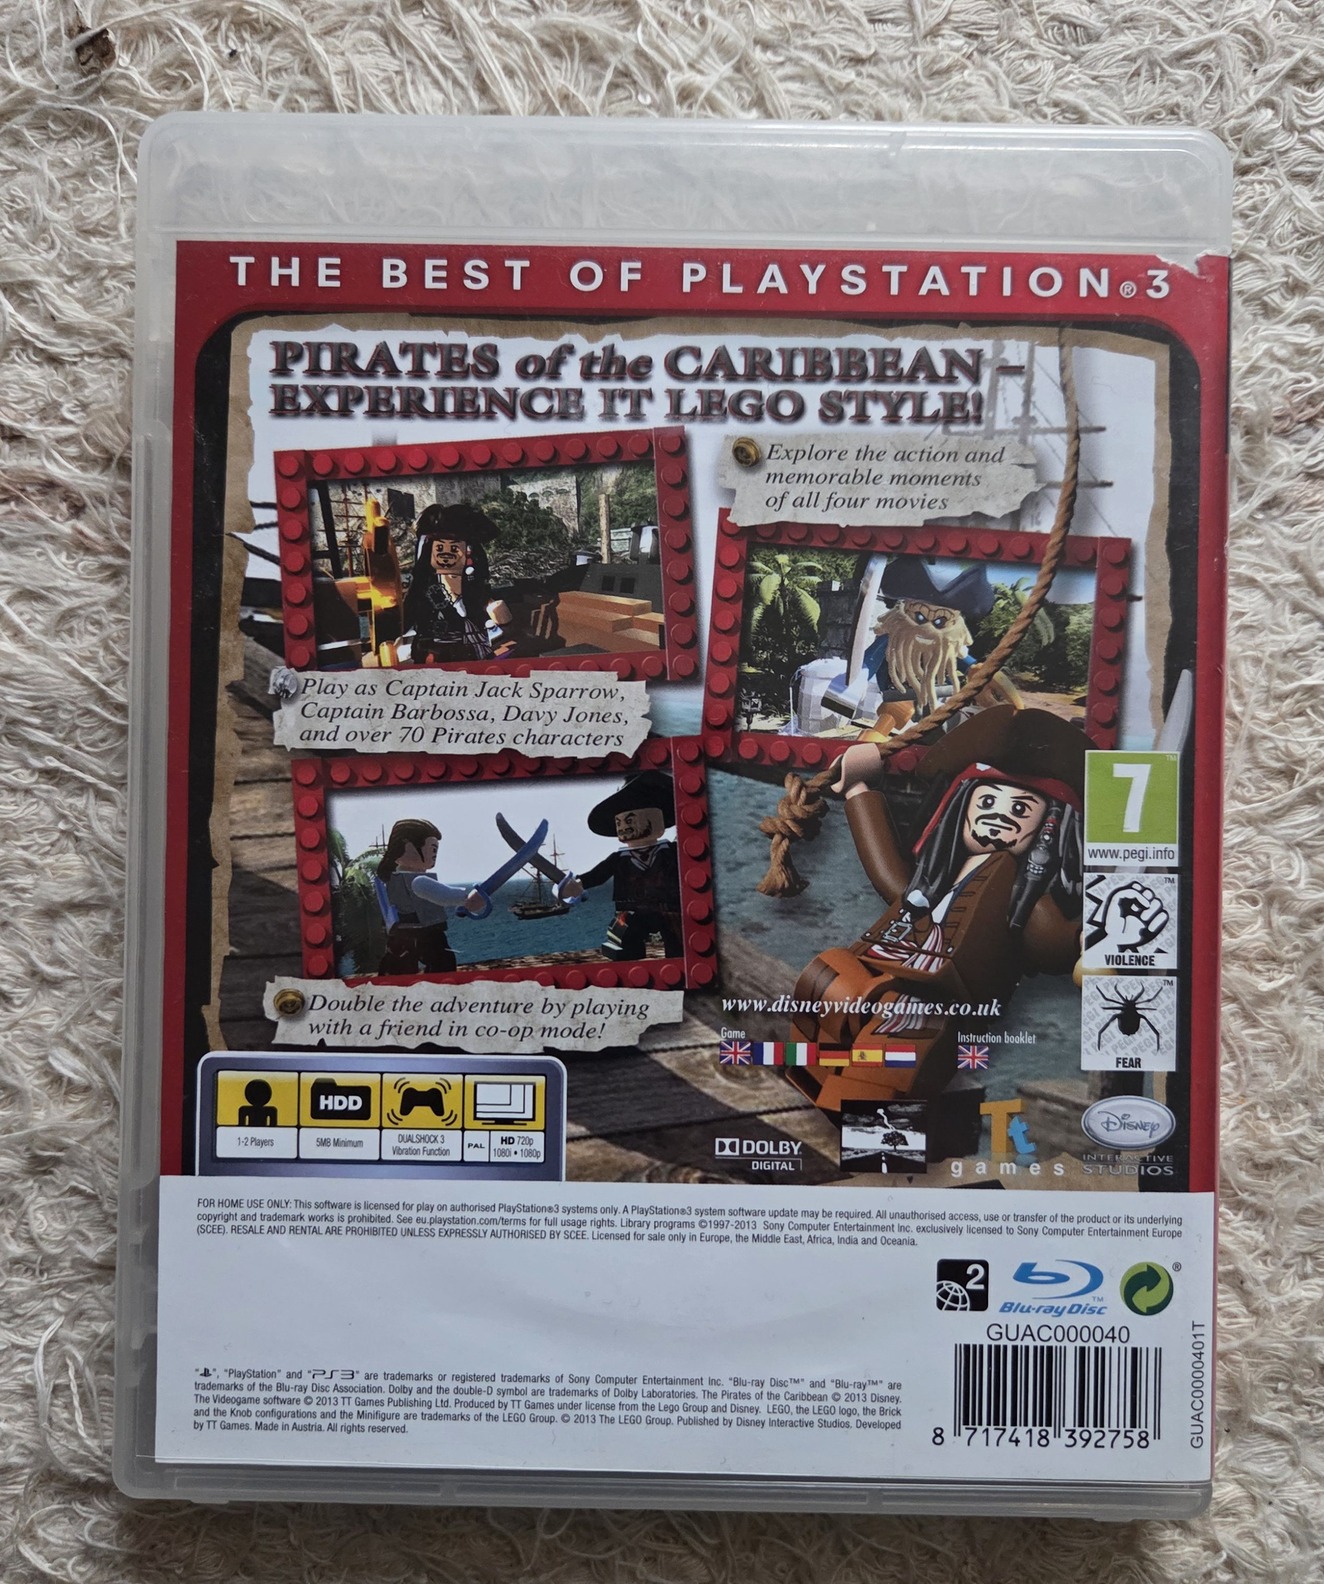 THE BEST OF PLAYSTATION®3
PIRATES of the CARIBBEAN –
EXPERIENCE IT LEGO STYLE!
Explore the action and
memorable moments
of all four movies
Play as Captain Jack Sparrow,
Captain Barbossa, Davy Jones,
and over 70 Pirates characters
Double the adventure by playing
with a friend in co-op mode!
7™
www.pegi.info
™
VIOLENCE
™
FEAR
www.disneyvideogames.co.uk
Game
Instruction booklet
HDD
1-2 Players
5MB Minimum
DUALSHOCK 3
Vibration Function
PAL
HD 720p
1080i • 1080p
DOLBY
DIGITAL
Tt
games
Disney
INTERACTIVE
STUDIOS
FOR HOME USE ONLY: This software is licensed for play on authorised PlayStation®3 systems only. A PlayStation®3 system software update may be required. All unauthorised access, use or transfer of the product or its underlying
copyright and trademark works is prohibited. See eu.playstation.com/terms for full usage rights. Library programs ©1997-2013 Sony Computer Entertainment Inc. exclusively licensed to Sony Computer Entertainment Europe
(SCEE). RESALE AND RENTAL ARE PROHIBITED UNLESS EXPRESSLY AUTHORISED BY SCEE. Licensed for sale only in Europe, the Middle East, Africa, India and Oceania.
2
Blu-ray Disc™
®
GUAC000040
GUAC0000401T
8 717418 392758
"PS", "PlayStation" and "PS3" are trademarks or registered trademarks of Sony Computer Entertainment Inc. "Blu-ray Disc™" and "Blu-ray™" are
trademarks of the Blu-ray Disc Association. Dolby and the double-D symbol are trademarks of Dolby Laboratories. The Pirates of the Caribbean © 2013 Disney.
The Videogame software © 2013 TT Games Publishing Ltd. Produced by TT Games under license from the Lego Group and Disney. LEGO, the LEGO logo, the Brick
and the Knob configurations and the Minifigure are trademarks of the LEGO Group. © 2013 The LEGO Group. Published by Disney Interactive Studios. Developed
by TT Games. Made in Austria. All rights reserved.